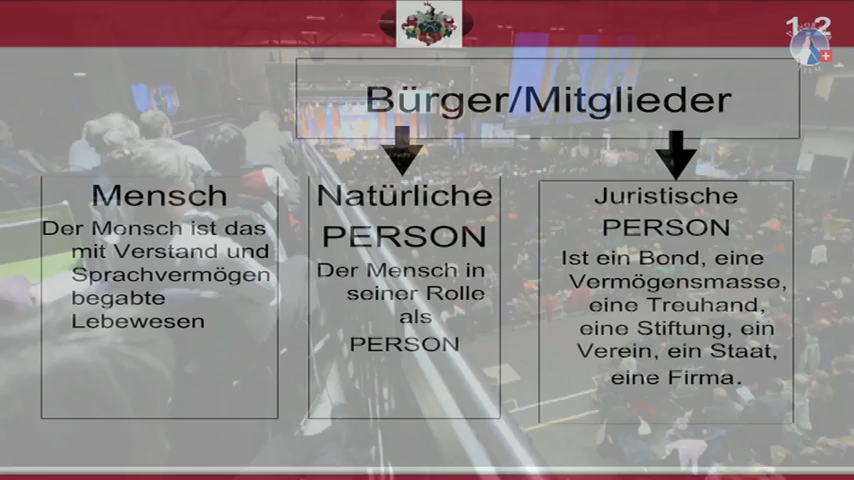 1 2
Bürger/Mitglieder
Mensch
Der Mensch ist das
mit Verstand und
Sprachvermögen
begabte
Lebewesen
Natürliche
PERSON
Der Mensch in
seiner Rolle
als
PERSON
Juristische
PERSON
Ist ein Bond, eine
Vermögensmasse,
eine Treuhand,
eine Stiftung, ein
Verein, ein Staat,
eine Firma.